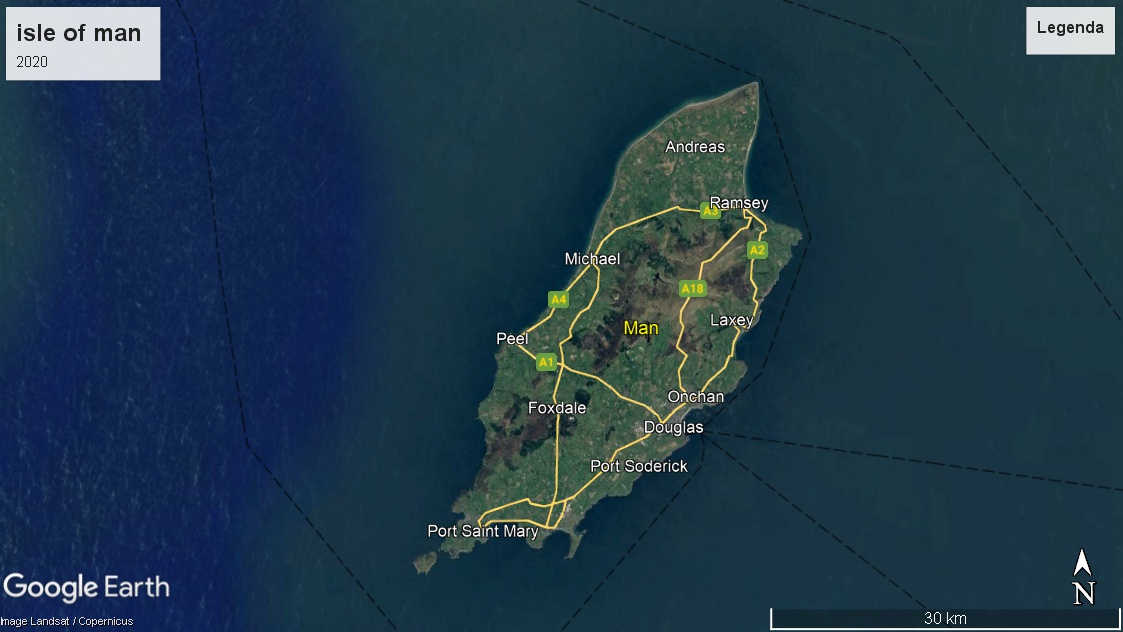 isle of man
2020
Legenda
Andreas
Ramsey
A3
A2
Michael
A18
A4
Laxey
Man
Peel
A1
Onchan
Foxdale
Douglas
Port Soderick
Port Saint Mary
Google Earth
N
30 km
Image Landsat / Copernicus